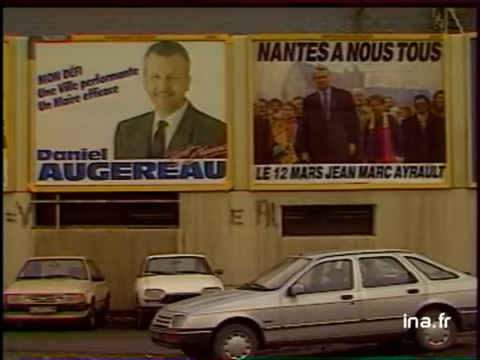 MON DÉFI
Une Ville performante
Un Maire efficace
Daniel
AUGEREAU
NANTES A NOUS TOUS
LE 12 MARS JEAN MARC AYRAULT
ina.fr